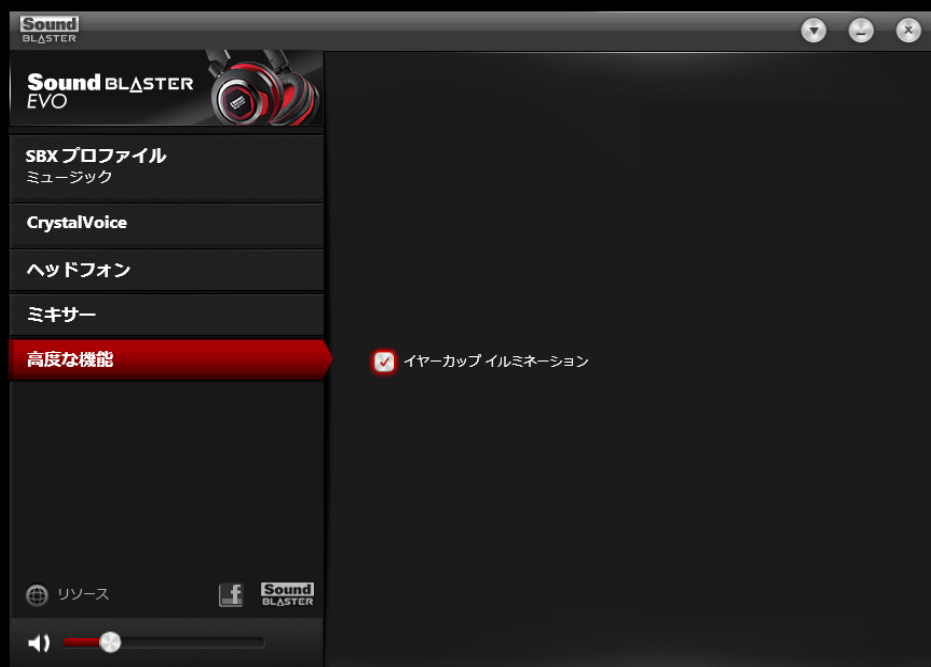 Sound
BLASTER
Sound BLASTER
EVO
SBX プロファイル
ミュージック
CrystalVoice
ヘッドフォン
ミキサー
高度な機能
イヤーカップ イルミネーション
リソース
f
Sound
BLASTER